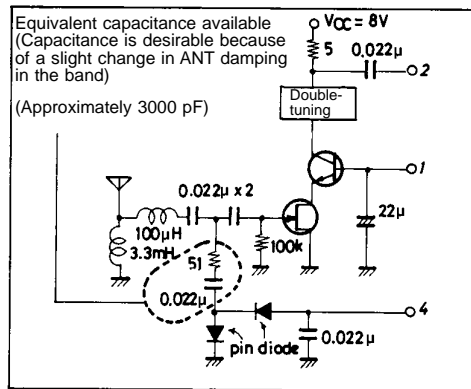 Equivalent capacitance available
(Capacitance is desirable because
of a slight change in ANT damping
in the band)
(Approximately 3000 pF)
VCC = 8V
5
0.022μ
2
Double-
tuning
1
0.022μ x 2
22μ
100μH
3.3mH
100k
51
0.022μ
4
pin diode
0.022μ